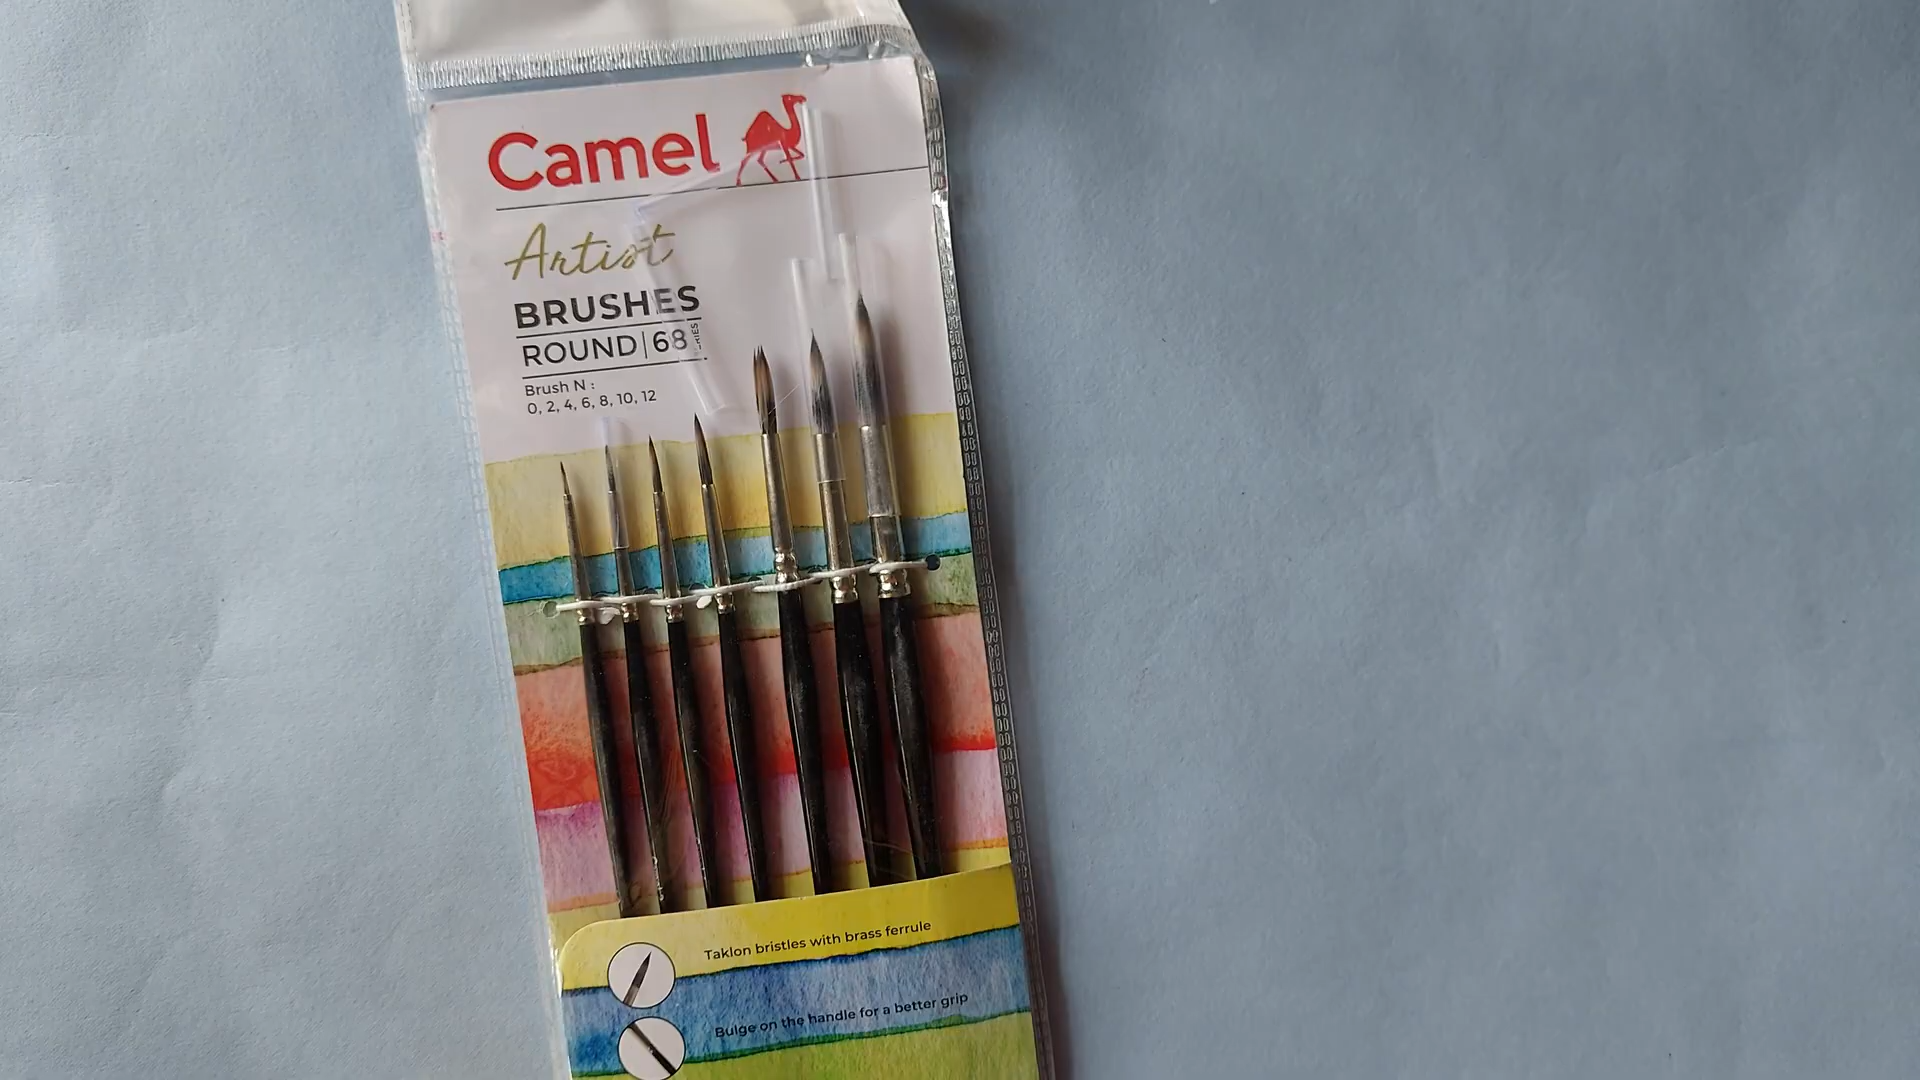 Camel
Artist
BRUSHES
ROUND|68
Brush N :
0, 2, 4, 6, 8, 10, 12
Taklon bristles with brass ferrule
Bulge on the handle for a better grip